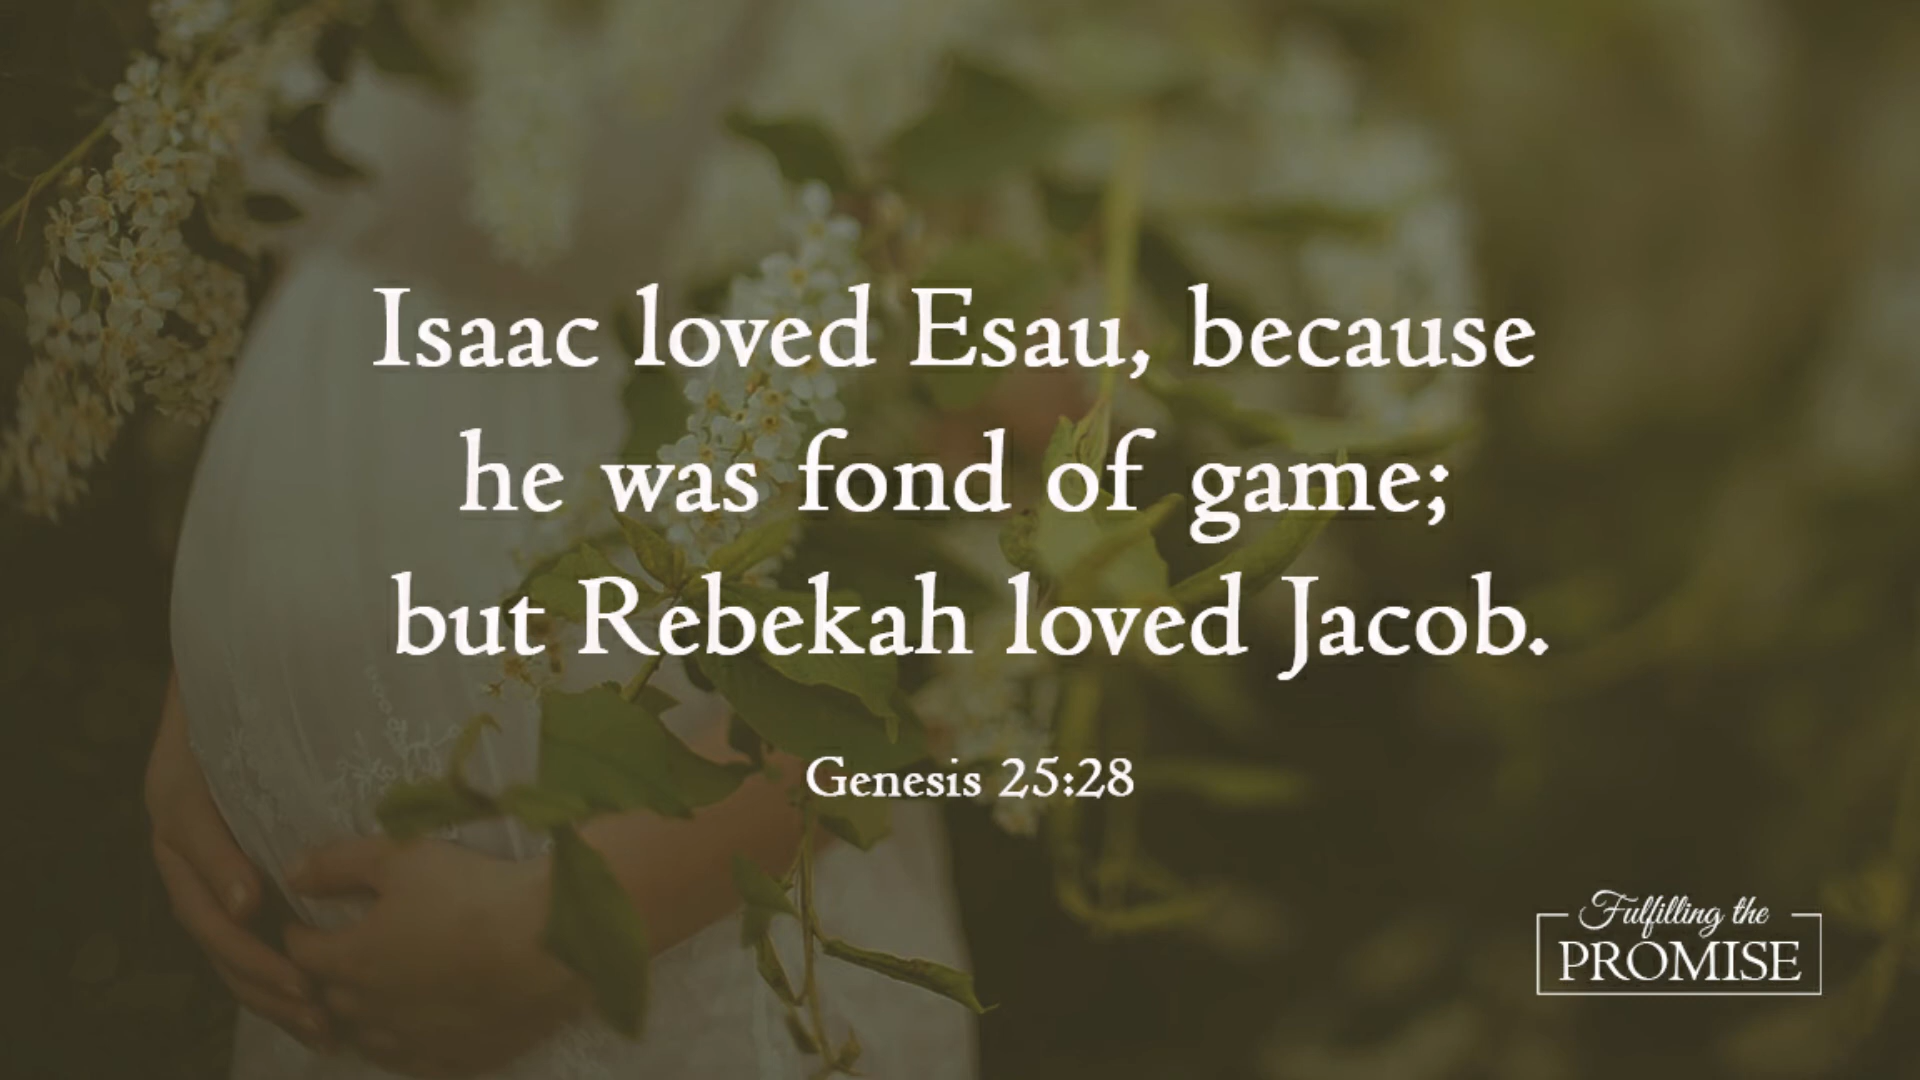 Isaac loved Esau, because
he was fond of game;
but Rebekah loved Jacob.
Genesis 25:28
Fulfilling the
PROMISE